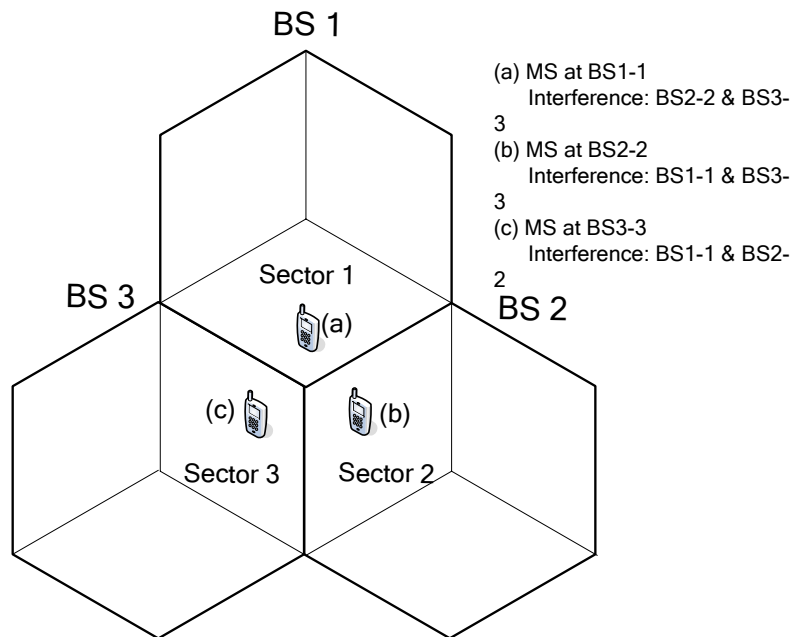 BS 1
(a) MS at BS1-1
Interference: BS2-2 & BS3-
3
(b) MS at BS2-2
Interference: BS1-1 & BS3-
3
(c) MS at BS3-3
Interference: BS1-1 & BS2-
2
Sector 1
BS 3
BS 2
(a)
(c)
(b)
Sector 3
Sector 2